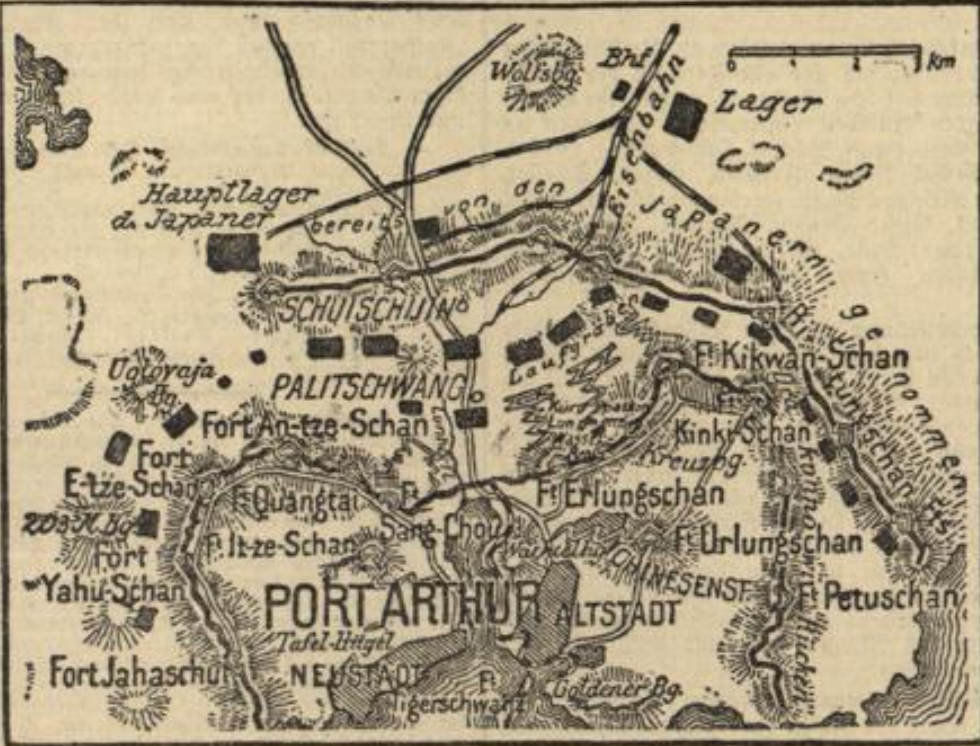 Wolfsbg.
Bhf
km
Lager
Eisenbahn
Hauptlager
d. Japaner
bereits von den Japanern genommen
SCHUISCHUIN
Laufgräben
PALITSCHWANG
Uglovaja
Ft. Kikwan-Schan
Fort An-tze-Schan
Kinki-Schan
Kreuzbg.
Fort
E-tze-Schan
Ft. Quangtai
Ft.
Sang-Chou
Ft. Erlungschan
203 M. Bg.
Ft. Itze-Schan
Ft. Urlungschan
CHINESENST.
Fort
Yahu-Schan
PORT ARTHUR
ALTSTADT
Ft. Petuschan
Tafel-Hügel
Fort Jahaschui
NEUSTADT
Ft.
Tigerschwanz
Goldener Bg.